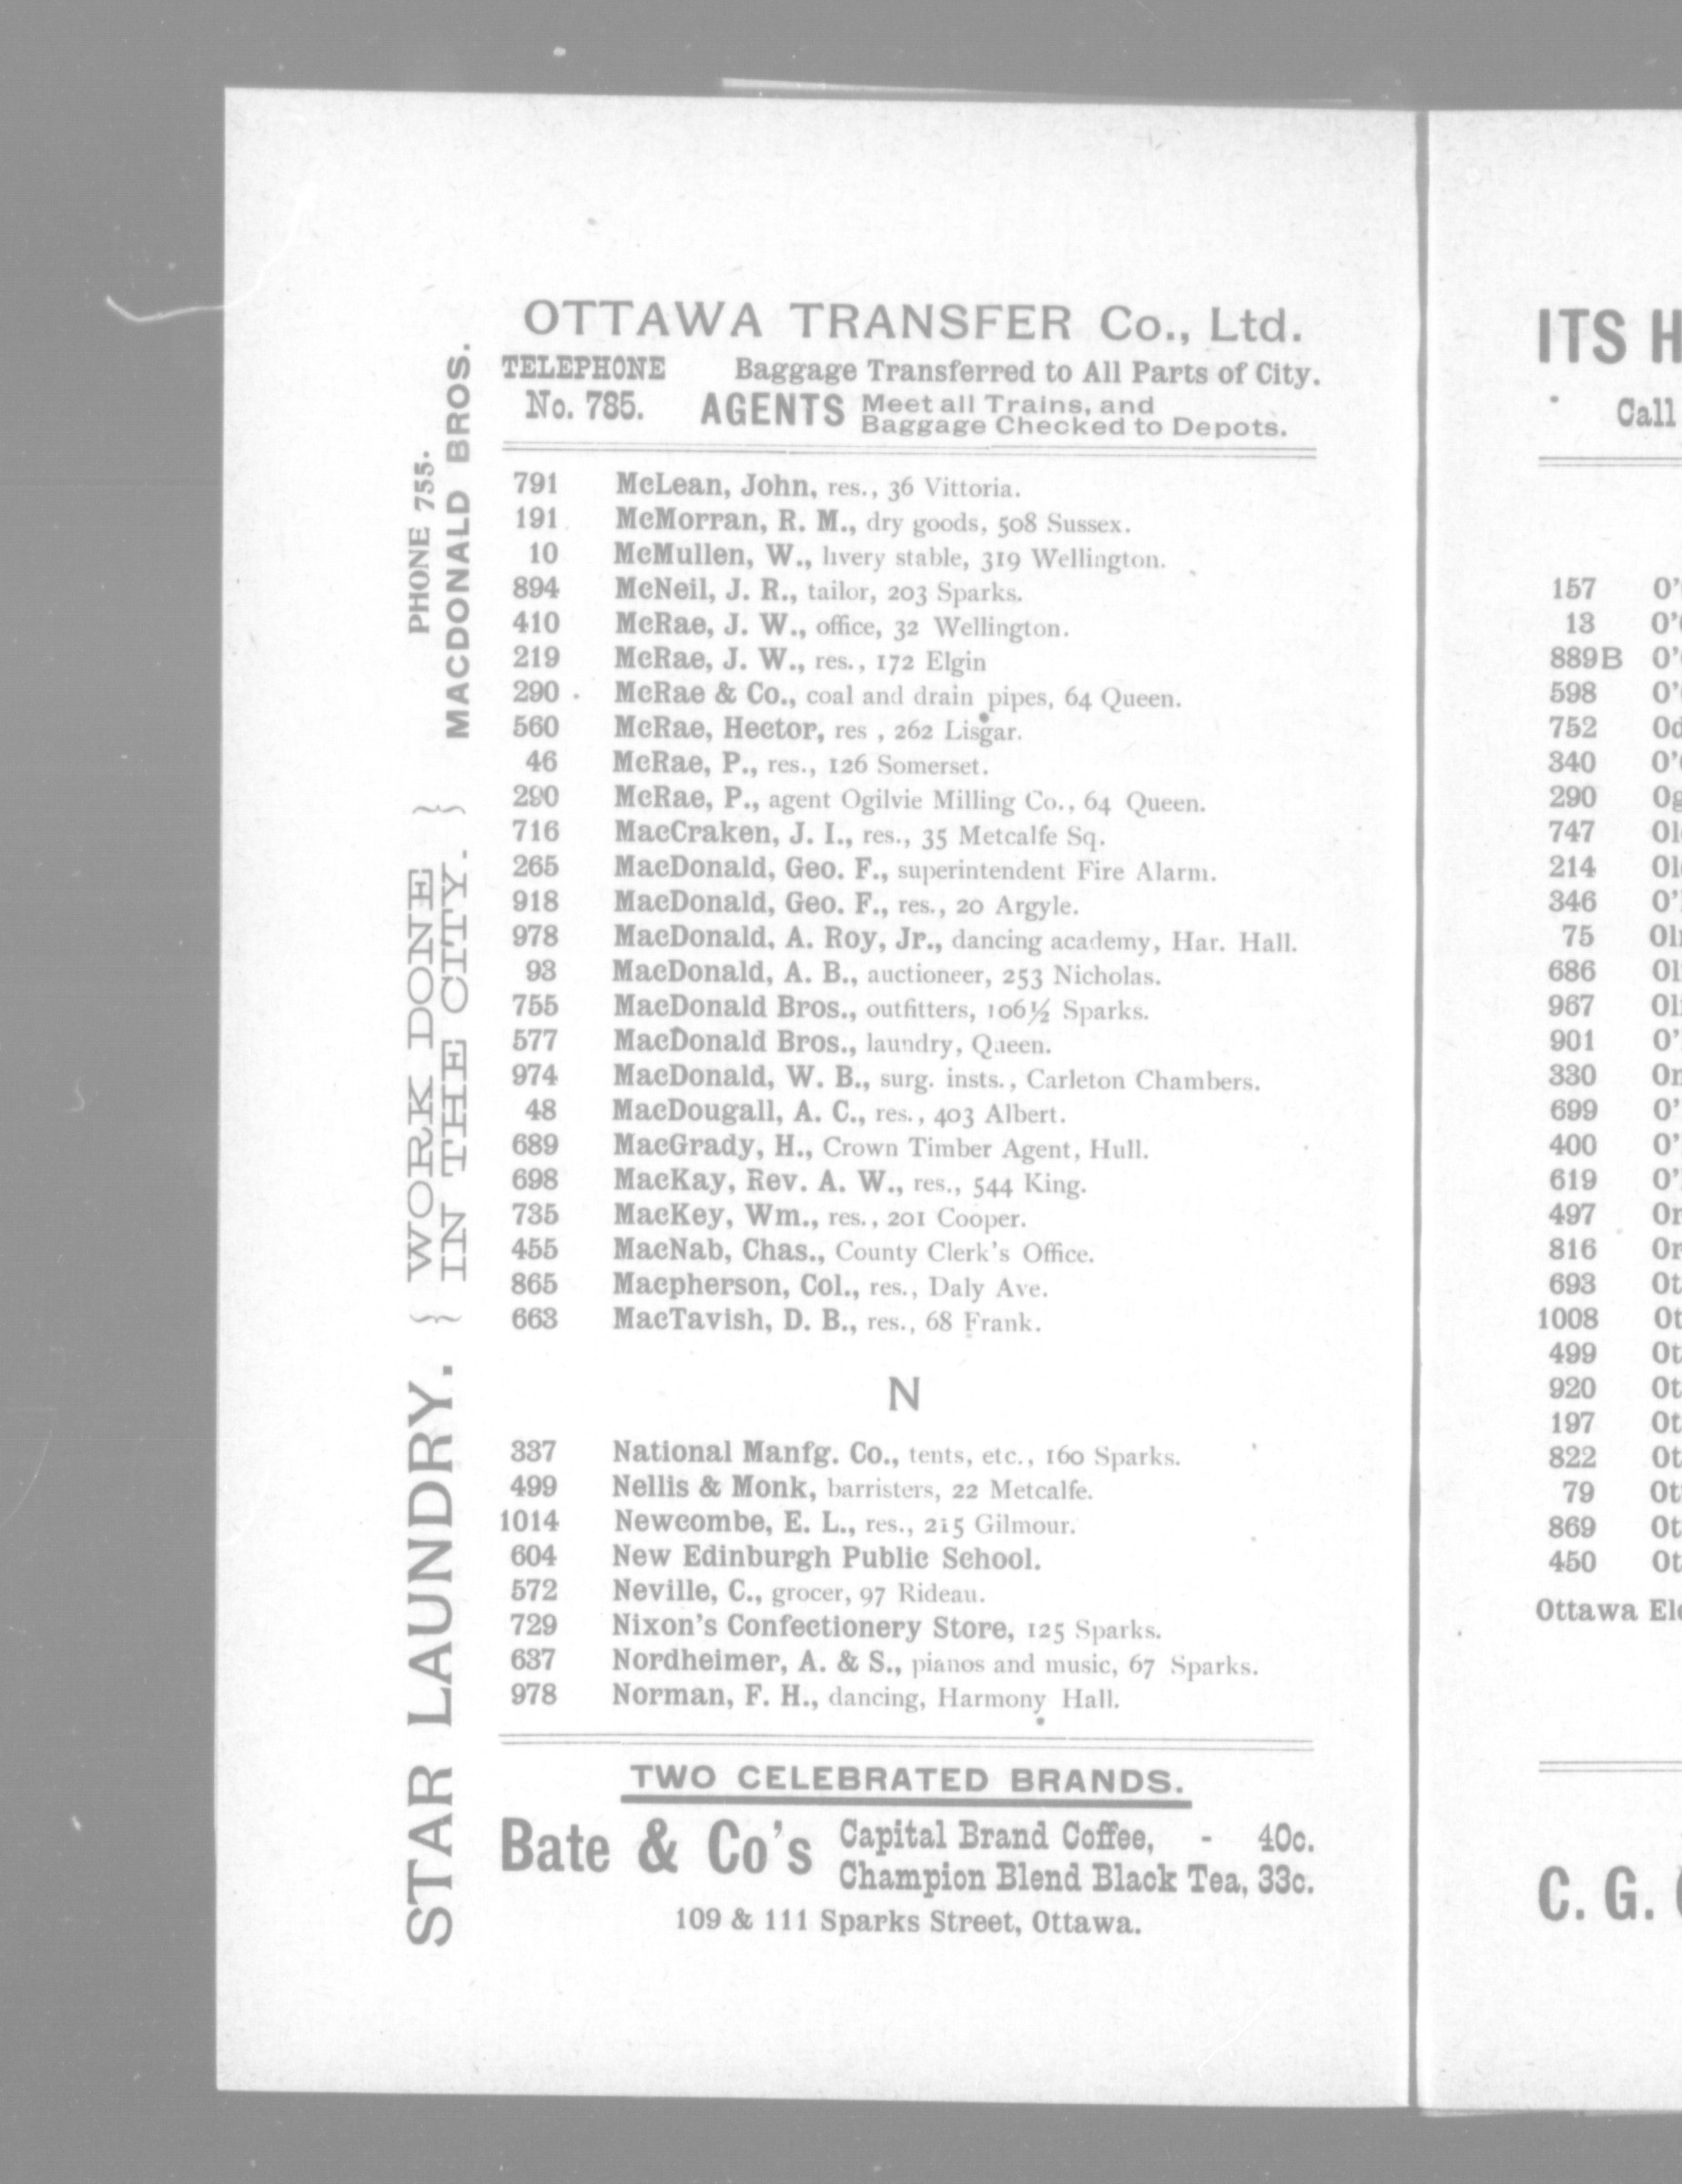 OTTAWA TRANSFER Co., Ltd.
TELEPHONE No. 785.
Baggage Transferred to All Parts of City.
AGENTS Meet all Trains, and
Baggage Checked to Depots.
791 McLean, John, res., 36 Vittoria.
191 McMorran, R. M., dry goods, 508 Sussex.
10 McMullen, W., livery stable, 319 Wellington.
894 McNeil, J. R., tailor, 203 Sparks.
410 McRae, J. W., office, 32 Wellington.
219 McRae, J. W., res., 172 Elgin
290 McRae & Co., coal and drain pipes, 64 Queen.
560 McRae, Hector, res , 262 Lisgar.
46 McRae, P., res., 126 Somerset.
290 McRae, P., agent Ogilvie Milling Co., 64 Queen.
716 MacCraken, J. I., res., 35 Metcalfe Sq.
265 MacDonald, Geo. F., superintendent Fire Alarm.
918 MacDonald, Geo. F., res., 20 Argyle.
978 MacDonald, A. Roy, Jr., dancing academy, Har. Hall.
93 MacDonald, A. B., auctioneer, 253 Nicholas.
755 MacDonald Bros., outfitters, 106½ Sparks.
577 MacDonald Bros., laundry, Queen.
974 MacDonald, W. B., surg. insts., Carleton Chambers.
48 MacDougall, A. C., res., 403 Albert.
689 MacGrady, H., Crown Timber Agent, Hull.
698 MacKay, Rev. A. W., res., 544 King.
735 MacKey, Wm., res., 201 Cooper.
455 MacNab, Chas., County Clerk's Office.
865 Macpherson, Col., res., Daly Ave.
663 MacTavish, D. B., res., 68 Frank.
N
337 National Manfg. Co., tents, etc., 160 Sparks.
499 Nellis & Monk, barristers, 22 Metcalfe.
1014 Newcombe, E. L., res., 215 Gilmour.
604 New Edinburgh Public School.
572 Neville, C., grocer, 97 Rideau.
729 Nixon's Confectionery Store, 125 Sparks.
637 Nordheimer, A. & S., pianos and music, 67 Sparks.
978 Norman, F. H., dancing, Harmony Hall.
TWO CELEBRATED BRANDS.
Bate & Co's Capital Brand Coffee, - 40c.
Champion Blend Black Tea, 33c.
109 & 111 Sparks Street, Ottawa.
STAR LAUNDRY. { WORK DONE
IN THE CITY. }
PHONE 755.
MACDONALD BROS.
ITS
Call
157
13
889B
598
752
340
290
747
214
346
75
686
967
901
330
699
400
619
497
816
693
1008
499
920
197
822
79
869
450
Ottawa
C. G.